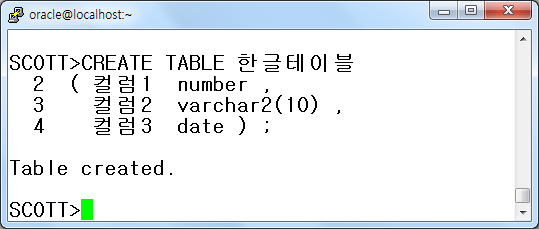 oracle@localhost:~
SCOTT>CREATE TABLE 한글테이블
2 ( 컬럼1 number ,
3 컬럼2 varchar2(10) ,
4 컬럼3 date ) ;
Table created.
SCOTT>